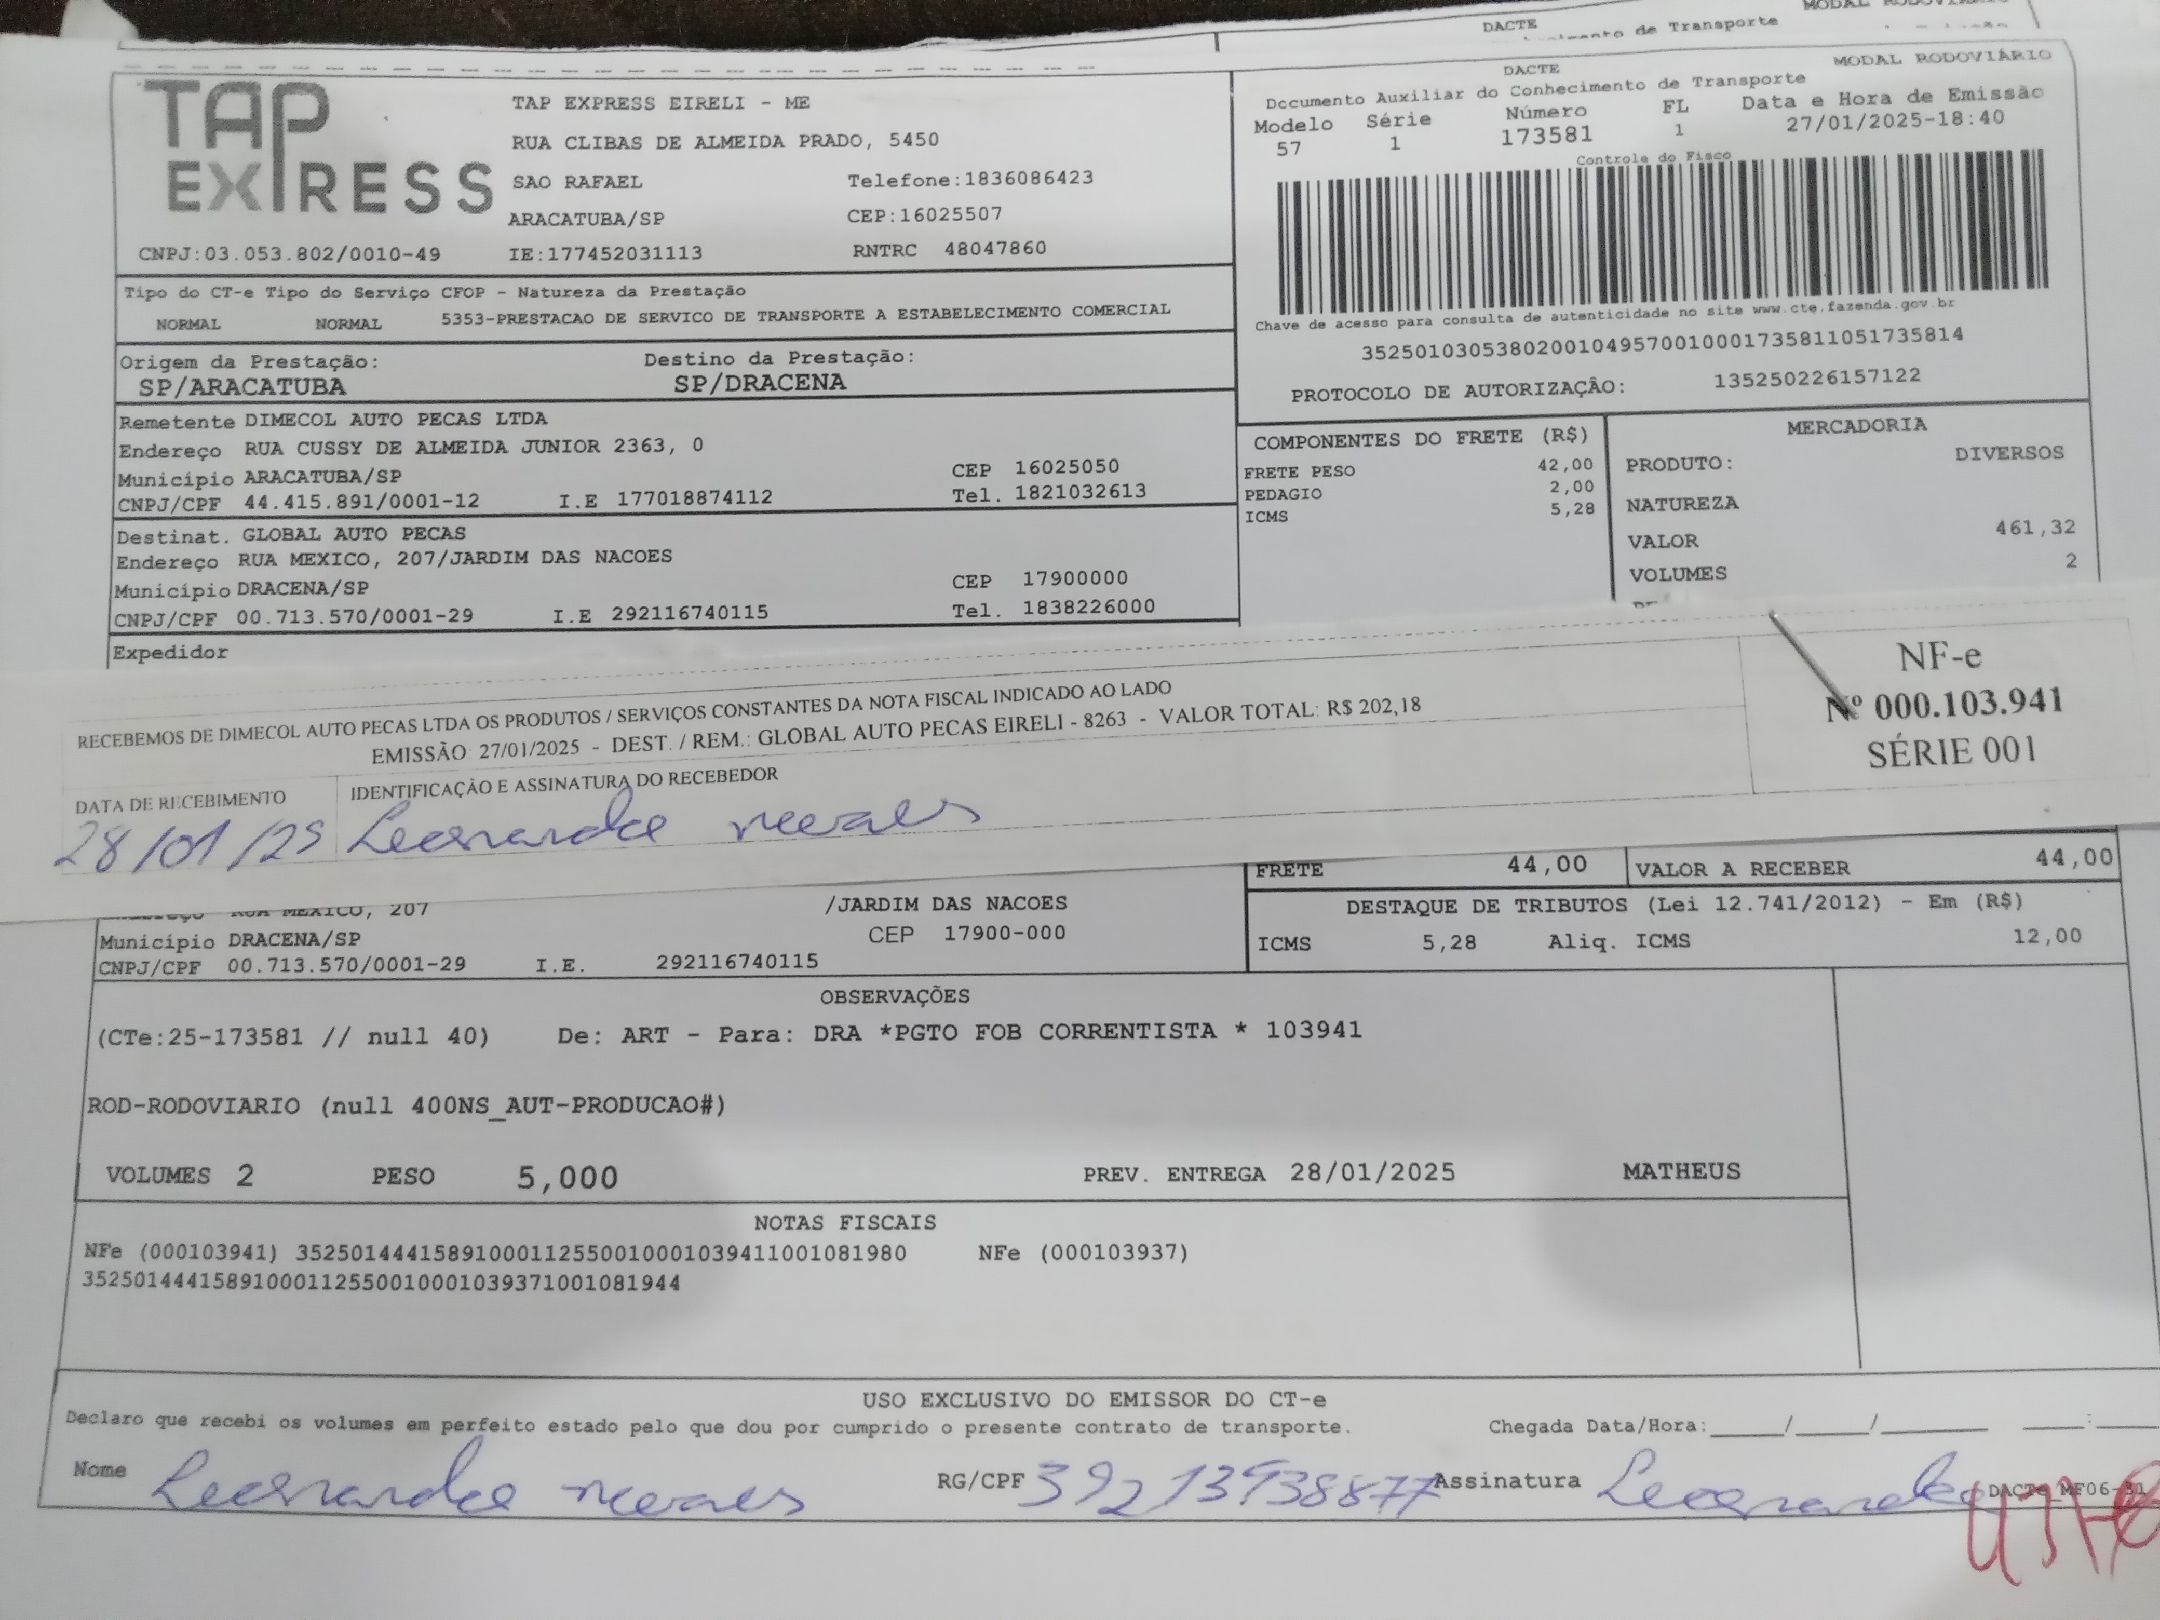 DACTE
MODAL RODOVIÁRIO
de Transporte
TAP EXPRESS
TAP EXPRESS EIRELI - ME
RUA CLIBAS DE ALMEIDA PRADO, 5450
SAO RAFAEL Telefone:1836086423
ARACATUBA/SP CEP:16025507
CNPJ:03.053.802/0010-49 IE:177452031113 RNTRC 48047860
DACTE MODAL RODOVIÁRIO
Documento Auxiliar do Conhecimento de Transporte
Modelo Série Número FL Data e Hora de Emissão
57 1 173581 1 27/01/2025-18:40
Controle do Fisco
Chave de acesso para consulta de autenticidade no site www.cte.fazenda.gov.br
35250103053802001049570010001735811051735814
PROTOCOLO DE AUTORIZAÇÃO: 135250226157122
Tipo do CT-e Tipo do Serviço CFOP - Natureza da Prestação
NORMAL NORMAL 5353-PRESTACAO DE SERVICO DE TRANSPORTE A ESTABELECIMENTO COMERCIAL
Origem da Prestação: Destino da Prestação:
SP/ARACATUBA SP/DRACENA
Remetente DIMECOL AUTO PECAS LTDA
Endereço RUA CUSSY DE ALMEIDA JUNIOR 2363, 0
Município ARACATUBA/SP CEP 16025050
CNPJ/CPF 44.415.891/0001-12 I.E 177018874112 Tel. 1821032613
Destinat. GLOBAL AUTO PECAS
Endereço RUA MEXICO, 207/JARDIM DAS NACOES
Município DRACENA/SP CEP 17900000
CNPJ/CPF 00.713.570/0001-29 I.E 292116740115 Tel. 1838226000
Expedidor
COMPONENTES DO FRETE (R$)
FRETE PESO 42,00
PEDAGIO 2,00
ICMS 5,28
MERCADORIA
PRODUTO: DIVERSOS
NATUREZA
VALOR 461,32
VOLUMES 2
RECEBEMOS DE DIMECOL AUTO PECAS LTDA OS PRODUTOS / SERVIÇOS CONSTANTES DA NOTA FISCAL INDICADO AO LADO
EMISSÃO: 27/01/2025 - DEST. / REM.: GLOBAL AUTO PECAS EIRELI - 8263 - VALOR TOTAL: R$ 202,18
DATA DE RECEBIMENTO IDENTIFICAÇÃO E ASSINATURA DO RECEBEDOR
28/01/25
NF-e
Nº 000.103.941
SÉRIE 001
FRETE 44,00 VALOR A RECEBER 44,00
Endereço RUA MEXICO, 207 /JARDIM DAS NACOES
Município DRACENA/SP CEP 17900-000
CNPJ/CPF 00.713.570/0001-29 I.E. 292116740115
DESTAQUE DE TRIBUTOS (Lei 12.741/2012) - Em (R$)
ICMS 5,28 Aliq. ICMS 12,00
OBSERVAÇÕES
(CTe:25-173581 // null 40) De: ART - Para: DRA *PGTO FOB CORRENTISTA * 103941
ROD-RODOVIARIO (null 400NS_AUT-PRODUCAO#)
VOLUMES 2 PESO 5,000 PREV. ENTREGA 28/01/2025 MATHEUS
NOTAS FISCAIS
NFe (000103941) 35250144415891000112550010001039411001081980 NFe (000103937)
35250144415891000112550010001039371001081944
USO EXCLUSIVO DO EMISSOR DO CT-e
Declaro que recebi os volumes em perfeito estado pelo que dou por cumprido o presente contrato de transporte. Chegada Data/Hora:____/____/______ ___:___
Nome RG/CPF 39213938877 Assinatura